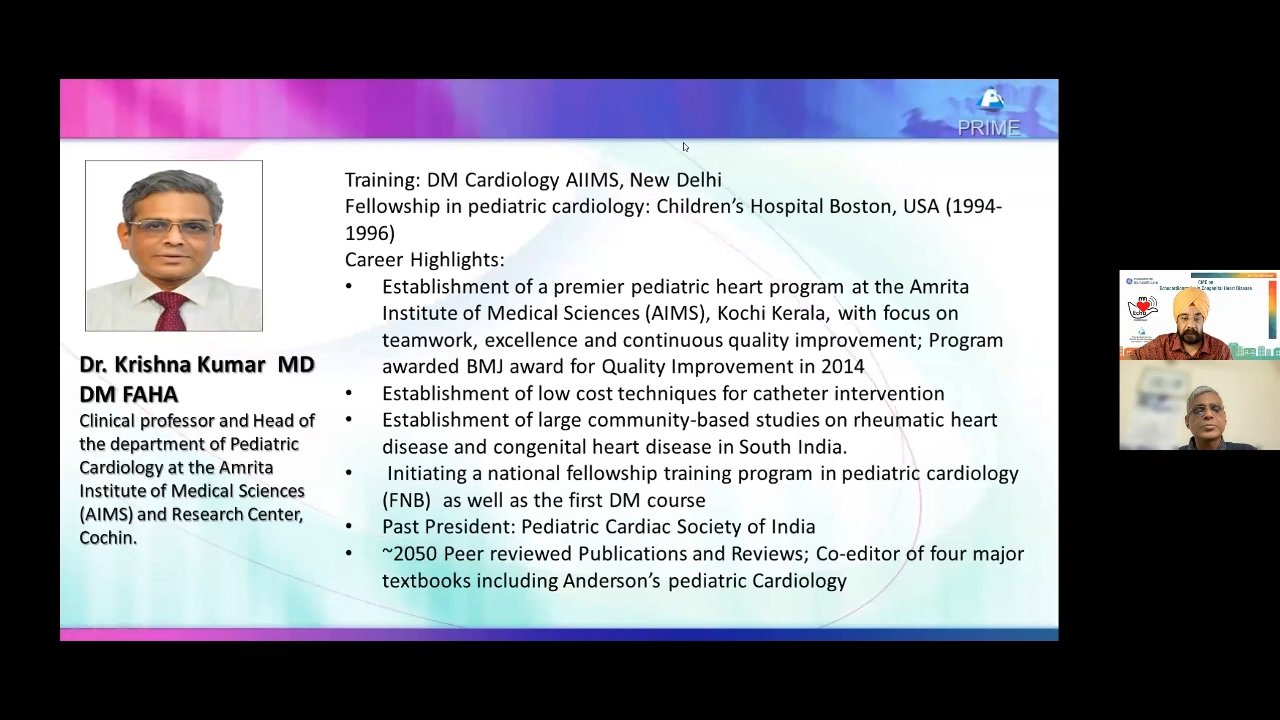 PRIME
Training: DM Cardiology AIIMS, New Delhi
Fellowship in pediatric cardiology: Children’s Hospital Boston, USA (1994-
1996)
Career Highlights:
• Establishment of a premier pediatric heart program at the Amrita
Institute of Medical Sciences (AIMS), Kochi Kerala, with focus on
teamwork, excellence and continuous quality improvement; Program
awarded BMJ award for Quality Improvement in 2014
• Establishment of low cost techniques for catheter intervention
• Establishment of large community-based studies on rheumatic heart
disease and congenital heart disease in South India.
• Initiating a national fellowship training program in pediatric cardiology
(FNB) as well as the first DM course
• Past President: Pediatric Cardiac Society of India
• ~2050 Peer reviewed Publications and Reviews; Co-editor of four major
textbooks including Anderson’s pediatric Cardiology
Dr. Krishna Kumar MD
DM FAHA
Clinical professor and Head of
the department of Pediatric
Cardiology at the Amrita
Institute of Medical Sciences
(AIMS) and Research Center,
Cochin.
CME on
Congenital Heart Disease